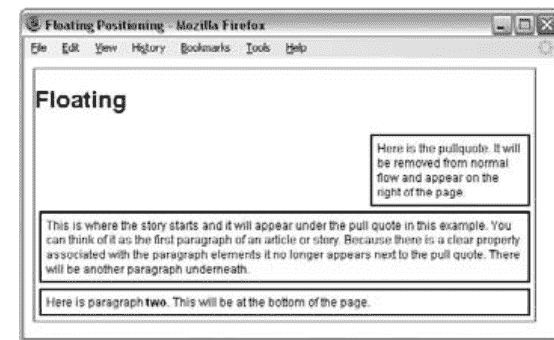 Floating Positioning - Mozilla Firefox
File Edit View History Bookmarks Tools Help
Floating
Here is the pullquote. It will
be removed from normal
flow and appear on the
right of the page.
This is where the story starts and it will appear under the pull quote in this example. You
can think of it as the first paragraph of an article or story. Because there is a clear property
associated with the paragraph elements it no longer appears next to the pull quote. There
will be another paragraph underneath.
Here is paragraph two. This will be at the bottom of the page.